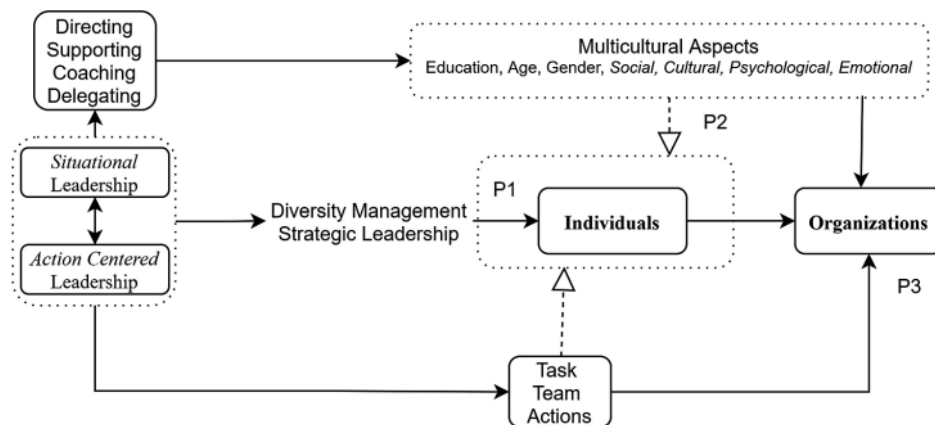 Directing
Supporting
Coaching
Delegating
Multicultural Aspects
Education, Age, Gender, Social, Cultural, Psychological, Emotional
P2
Situational
Leadership
Action Centered
Leadership
Diversity Management
Strategic Leadership
P1
Individuals
Organizations
P3
Task
Team
Actions